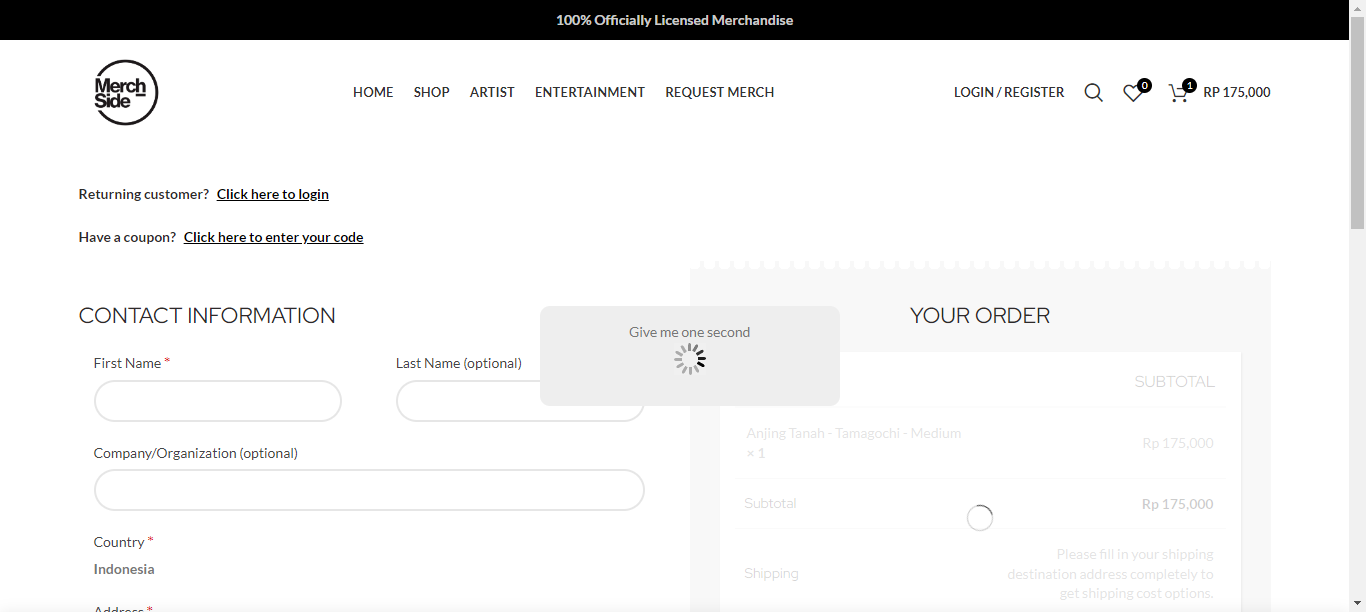 100% Officially Licensed Merchandise
Merch
Side
HOME SHOP ARTIST ENTERTAINMENT REQUEST MERCH LOGIN / REGISTER 0 1 RP 175,000
Returning customer? Click here to login
Have a coupon? Click here to enter your code
CONTACT INFORMATION
First Name * Last Name (optional)
Company/Organization (optional)
Country *
Indonesia
Address *
Give me one second
YOUR ORDER
SUBTOTAL
Anjing Tanah - Tamagochi - Medium
× 1 Rp 175,000
Subtotal Rp 175,000
Shipping
Please fill in your shipping
destination address completely to
get shipping cost options.